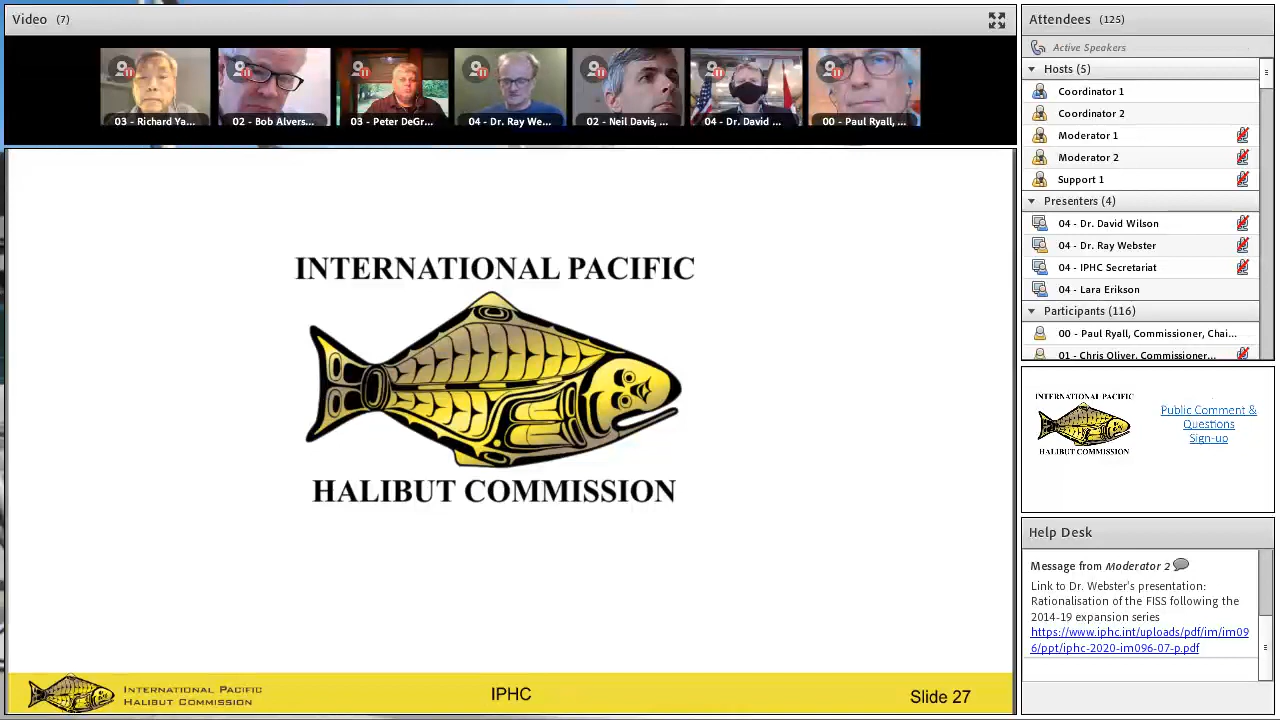 Video (7)
03 - Richard Ya...
02 - Bob Alvers...
03 - Peter DeGr...
04 - Dr. Ray We...
02 - Neil Davis, ...
04 - Dr. David ...
00 - Paul Ryall, ...
INTERNATIONAL PACIFIC
HALIBUT COMMISSION
INTERNATIONAL PACIFIC
HALIBUT COMMISSION
IPHC
Slide 27
Attendees (125)
Active Speakers
Hosts (5)
Coordinator 1
Coordinator 2
Moderator 1
Moderator 2
Support 1
Presenters (4)
04 - Dr. David Wilson
04 - Dr. Ray Webster
04 - IPHC Secretariat
04 - Lara Erikson
Participants (116)
00 - Paul Ryall, Commissioner, Chai...
01 - Chris Oliver, Commissioner...
INTERNATIONAL PACIFIC
HALIBUT COMMISSION
Public Comment &
Questions
Sign-up
Help Desk
Message from Moderator 2
Link to Dr. Webster's presentation:
Rationalisation of the FISS following the
2014-19 expansion series
https://www.iphc.int/uploads/pdf/im/im09
6/ppt/iphc-2020-im096-07-p.pdf